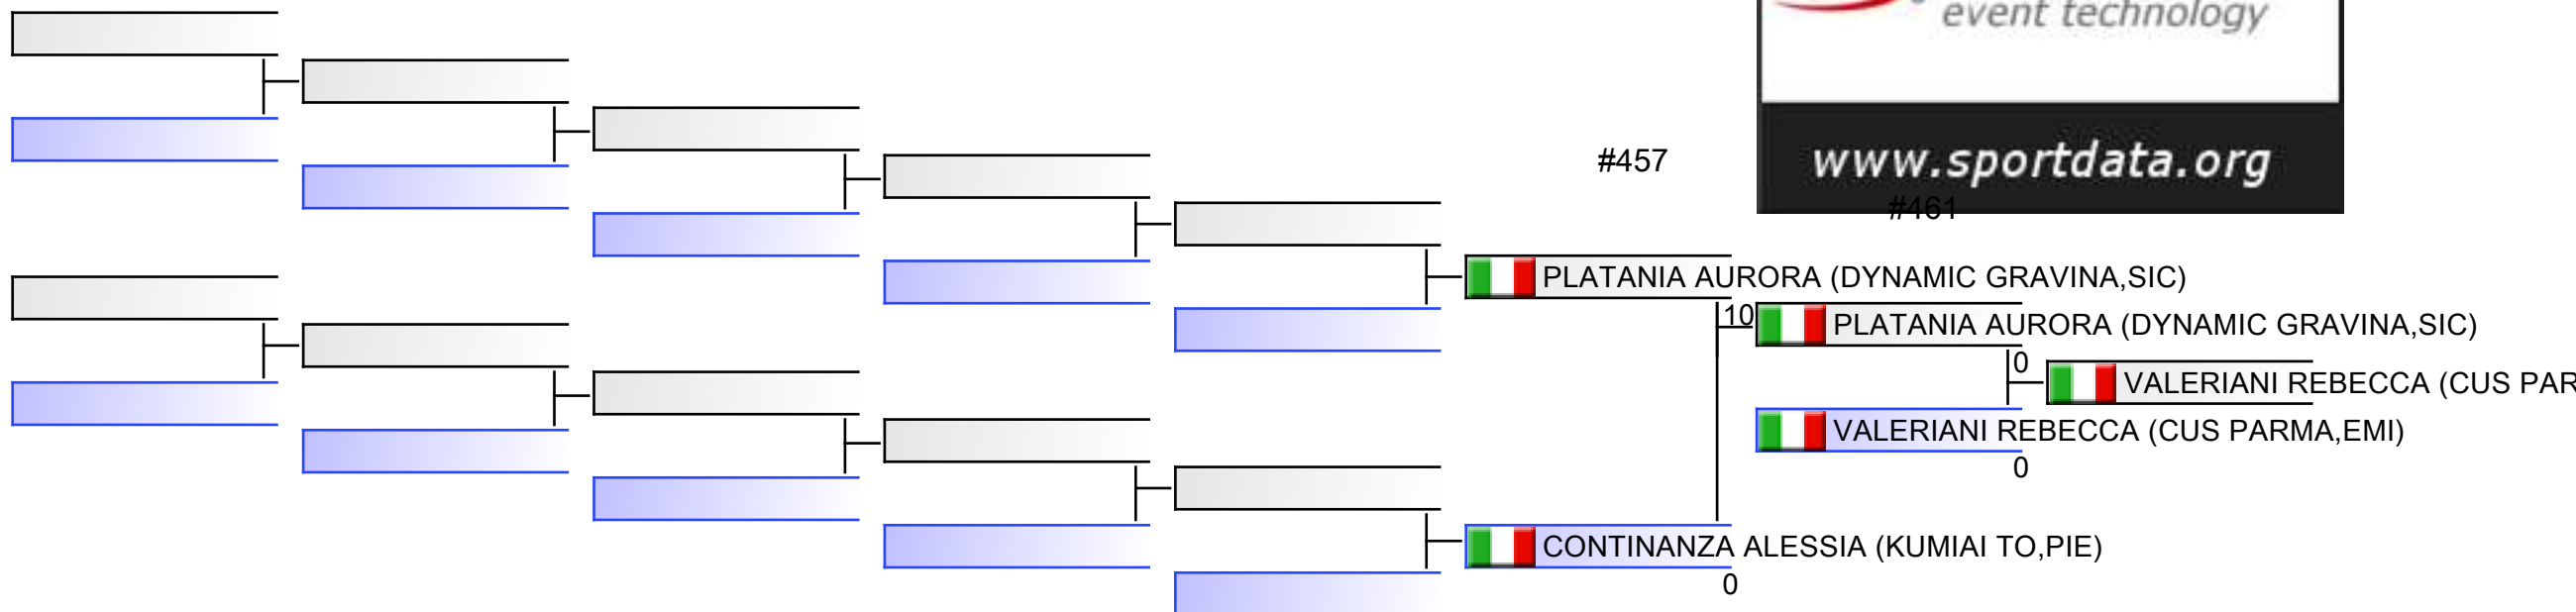 event technology
#457
www.sportdata.org
#461
PLATANIA AURORA (DYNAMIC GRAVINA,SIC)
10
PLATANIA AURORA (DYNAMIC GRAVINA,SIC)
0
VALERIANI REBECCA (CUS PAR
VALERIANI REBECCA (CUS PARMA,EMI)
0
CONTINANZA ALESSIA (KUMIAI TO,PIE)
0